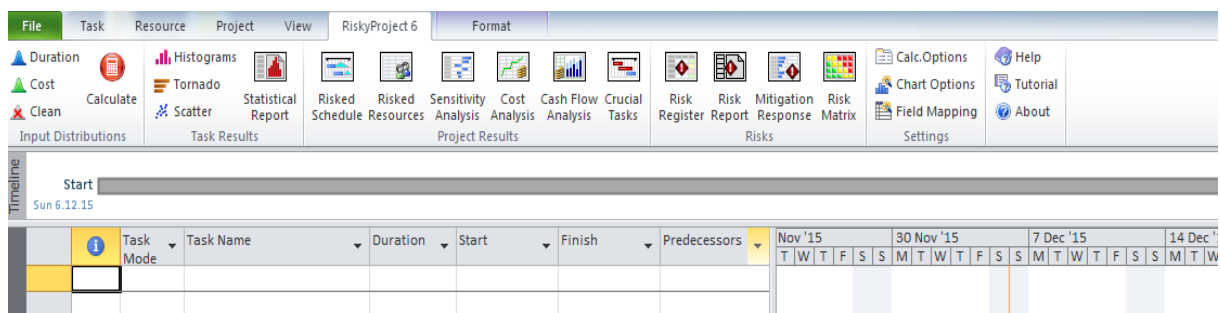 File Task Resource Project View RiskyProject 6 Format
Duration
Cost
Clean
Calculate
Input Distributions
Histograms
Tornado
Scatter
Statistical
Report
Task Results
Risked
Schedule
Risked
Resources
Sensitivity
Analysis
Cost
Analysis
Cash Flow
Analysis
Crucial
Tasks
Project Results
Risk
Register
Risk
Report
Mitigation
Response
Risk
Matrix
Risks
Calc.Options
Chart Options
Field Mapping
Settings
Help
Tutorial
About
Timeline
Start
Sun 6.12.15
Task
Mode
Task Name
Duration
Start
Finish
Predecessors
Nov '15 30 Nov '15 7 Dec '15 14 Dec '
T W T F S S M T W T F S S M T W T F S S M T W